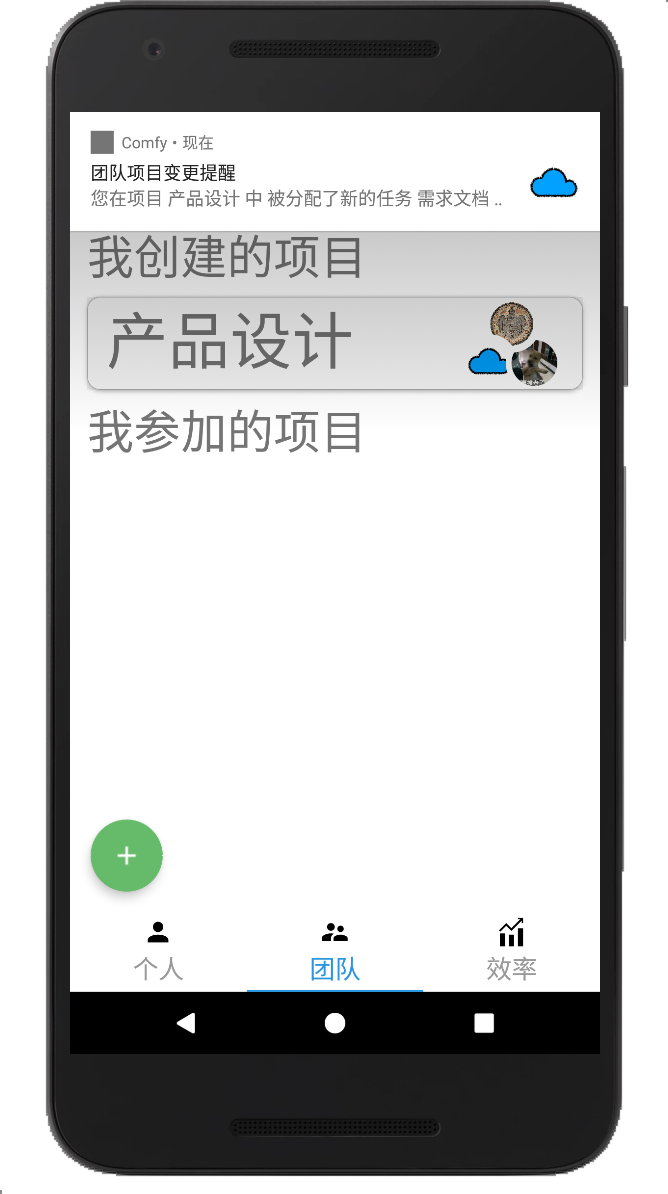 Comfy • 现在
团队项目变更提醒
您在项目 产品设计 中 被分配了新的任务 需求文档 ..
我创建的项目
产品设计
我参加的项目
个人
团队
效率